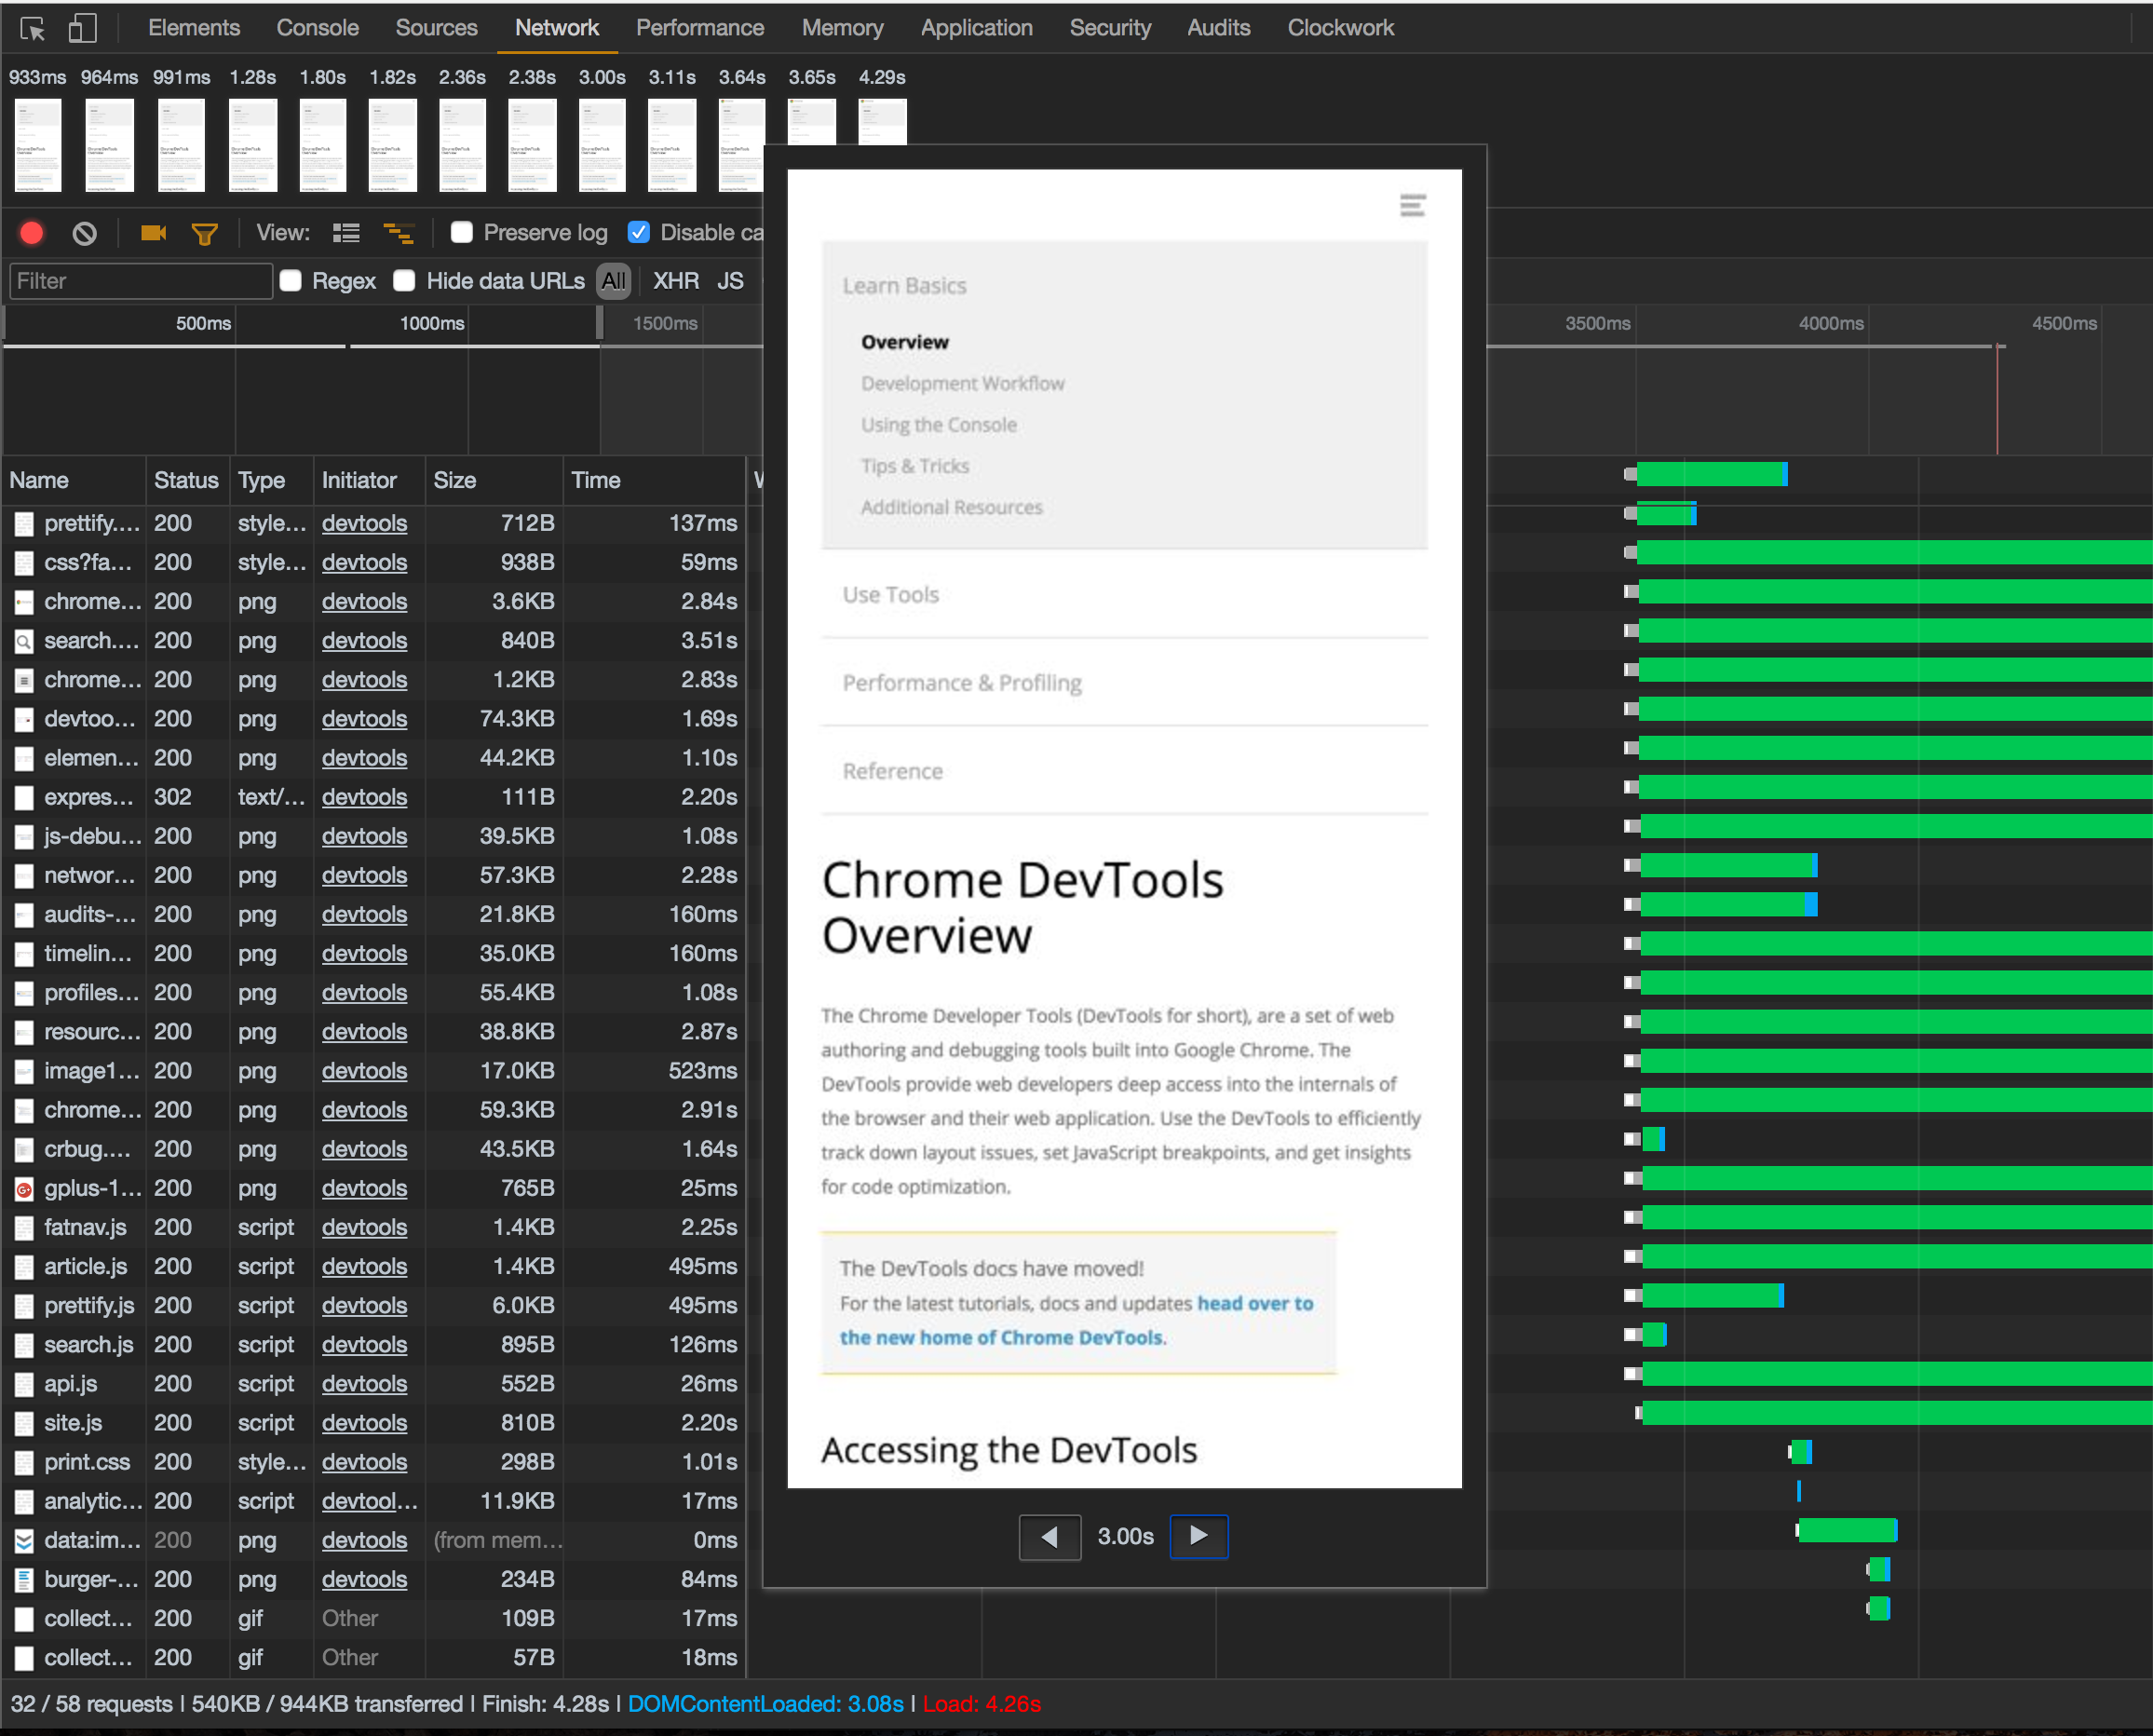 Elements Console Sources Network Performance Memory Application Security Audits Clockwork
933ms 964ms 991ms 1.28s 1.80s 1.82s 2.36s 2.38s 3.00s 3.11s 3.64s 3.65s 4.29s
View: Preserve log Disable ca
Filter Regex Hide data URLs All XHR JS
500ms 1000ms 1500ms 3500ms 4000ms 4500ms
Name Status Type Initiator Size Time
prettify.… 200 style… devtools 712B 137ms
css?fa… 200 style… devtools 938B 59ms
chrome… 200 png devtools 3.6KB 2.84s
search.… 200 png devtools 840B 3.51s
chrome… 200 png devtools 1.2KB 2.83s
devtoo… 200 png devtools 74.3KB 1.69s
elemen… 200 png devtools 44.2KB 1.10s
expres… 302 text/… devtools 111B 2.20s
js-debu… 200 png devtools 39.5KB 1.08s
networ… 200 png devtools 57.3KB 2.28s
audits-… 200 png devtools 21.8KB 160ms
timelin… 200 png devtools 35.0KB 160ms
profiles… 200 png devtools 55.4KB 1.08s
resourc… 200 png devtools 38.8KB 2.87s
image1… 200 png devtools 17.0KB 523ms
chrome… 200 png devtools 59.3KB 2.91s
crbug.… 200 png devtools 43.5KB 1.64s
gplus-1… 200 png devtools 765B 25ms
fatnav.js 200 script devtools 1.4KB 2.25s
article.js 200 script devtools 1.4KB 495ms
prettify.js 200 script devtools 6.0KB 495ms
search.js 200 script devtools 895B 126ms
api.js 200 script devtools 552B 26ms
site.js 200 script devtools 810B 2.20s
print.css 200 style… devtools 298B 1.01s
analytic… 200 script devtool… 11.9KB 17ms
data:im… 200 png devtools (from mem… 0ms
burger-… 200 png devtools 234B 84ms
collect… 200 gif Other 109B 17ms
collect… 200 gif Other 57B 18ms
Learn Basics
Overview
Development Workflow
Using the Console
Tips & Tricks
Additional Resources
Use Tools
Performance & Profiling
Reference
Chrome DevTools
Overview
The Chrome Developer Tools (DevTools for short), are a set of web
authoring and debugging tools built into Google Chrome. The
DevTools provide web developers deep access into the internals of
the browser and their web application. Use the DevTools to efficiently
track down layout issues, set JavaScript breakpoints, and get insights
for code optimization.
The DevTools docs have moved!
For the latest tutorials, docs and updates head over to
the new home of Chrome DevTools.
Accessing the DevTools
3.00s
32 / 58 requests | 540KB / 944KB transferred | Finish: 4.28s | DOMContentLoaded: 3.08s | Load: 4.26s